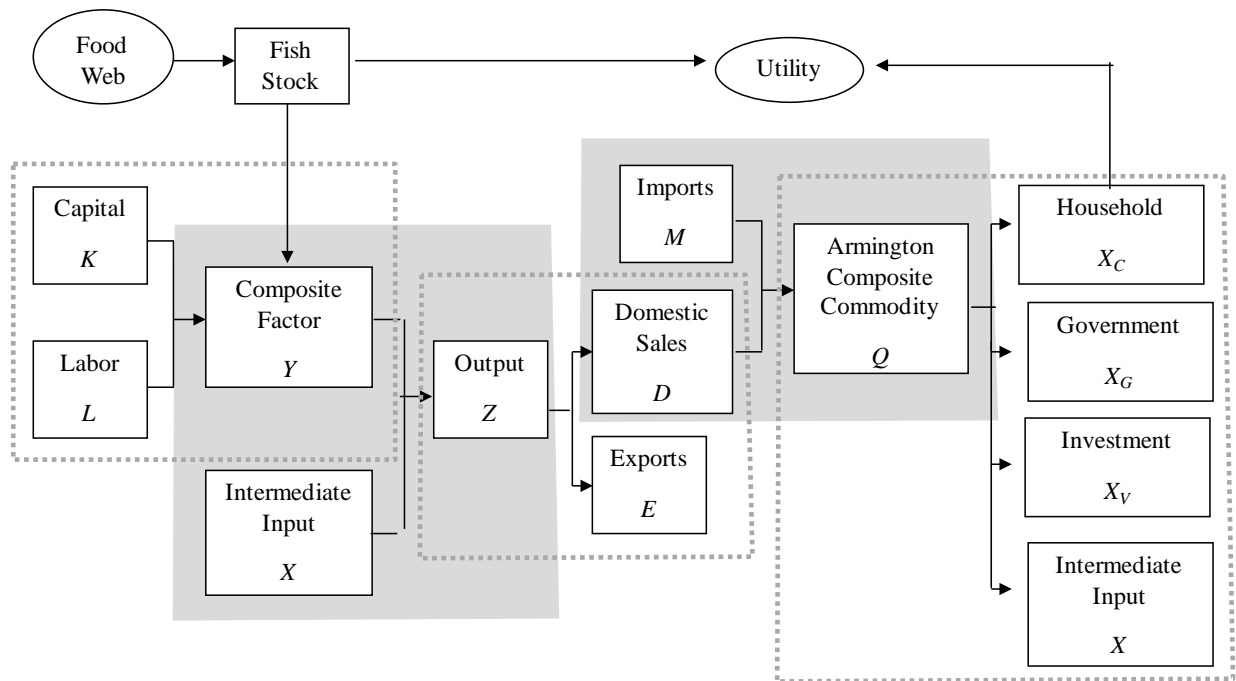 Food
Web
Fish
Stock
Utility
Capital
K
Labor
L
Composite
Factor
Y
Intermediate
Input
X
Output
Z
Imports
M
Domestic
Sales
D
Exports
E
Armington
Composite
Commodity
Q
Household
X_C
Government
X_G
Investment
X_V
Intermediate
Input
X